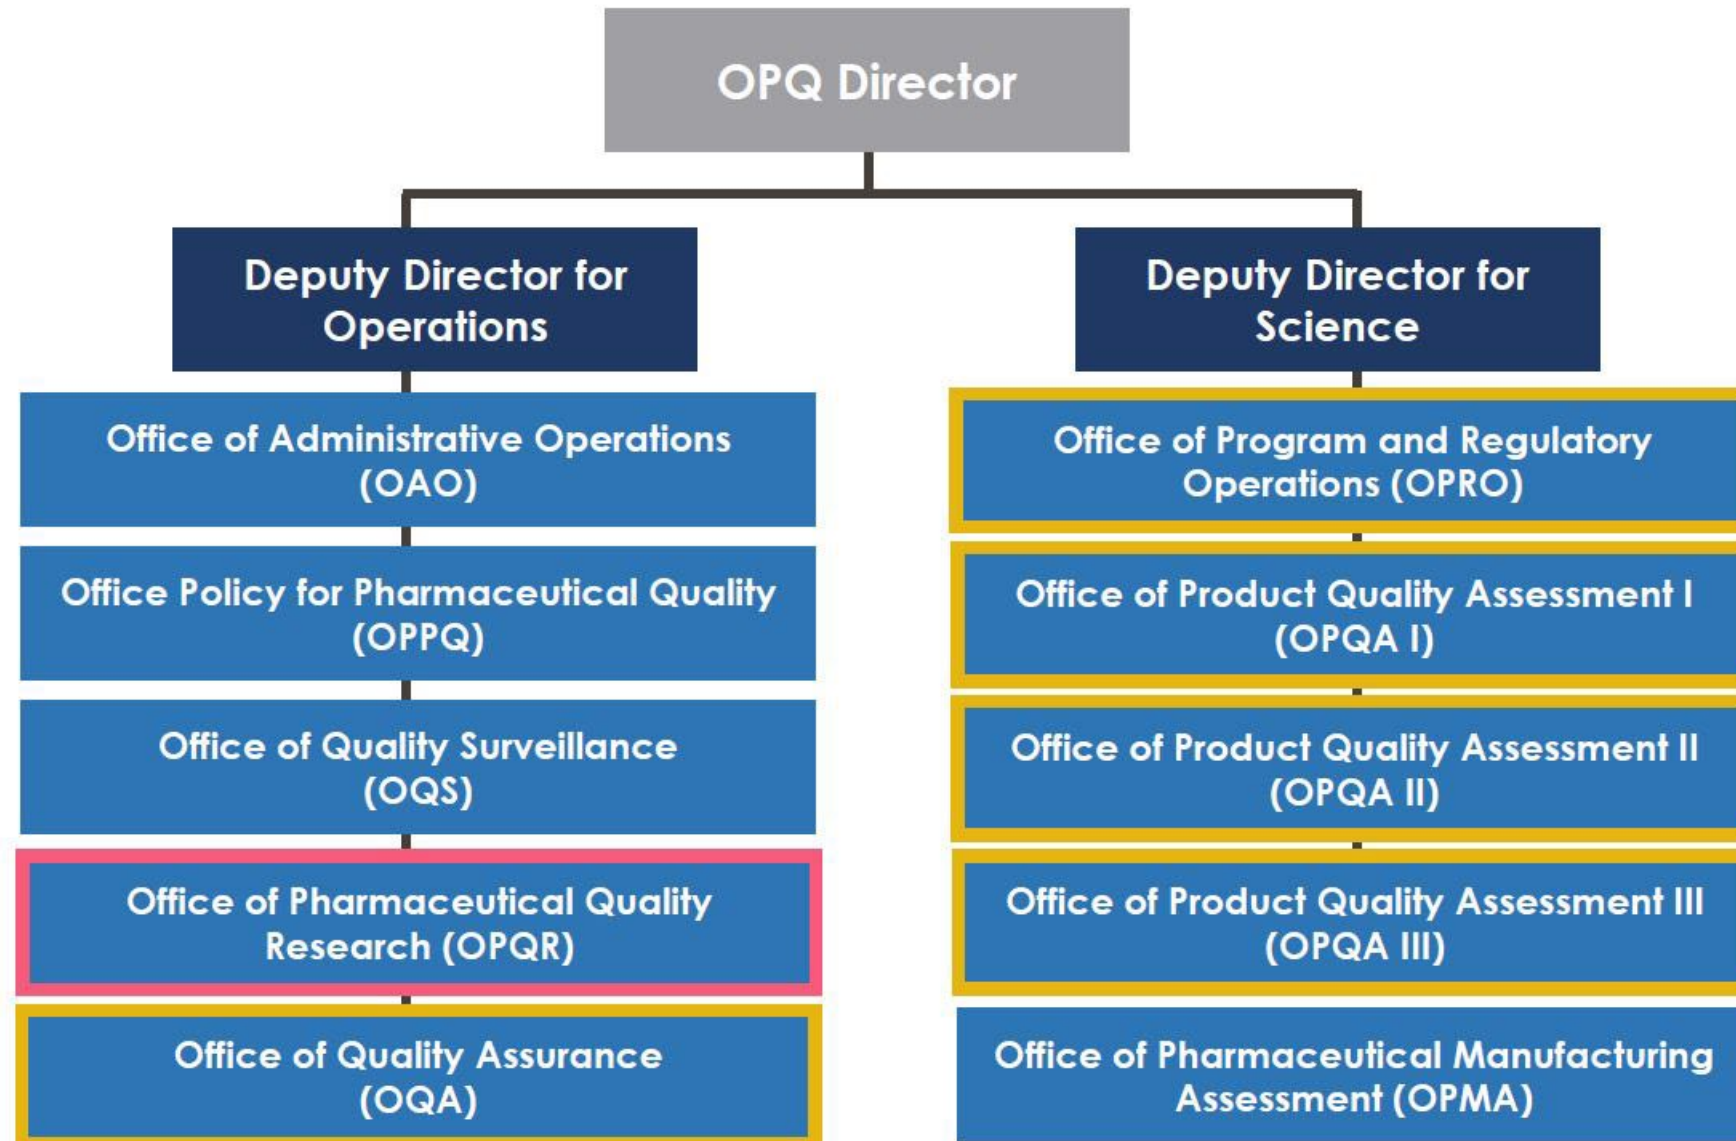 OPQ Director
Deputy Director for
Operations
Office of Administrative Operations
(OAO)
Office Policy for Pharmaceutical Quality
(OPPQ)
Office of Quality Surveillance
(OQS)
Office of Pharmaceutical Quality
Research (OPQR)
Office of Quality Assurance
(OQA)
Deputy Director for
Science
Office of Program and Regulatory
Operations (OPRO)
Office of Product Quality Assessment I
(OPQA I)
Office of Product Quality Assessment II
(OPQA II)
Office of Product Quality Assessment III
(OPQA III)
Office of Pharmaceutical Manufacturing
Assessment (OPMA)